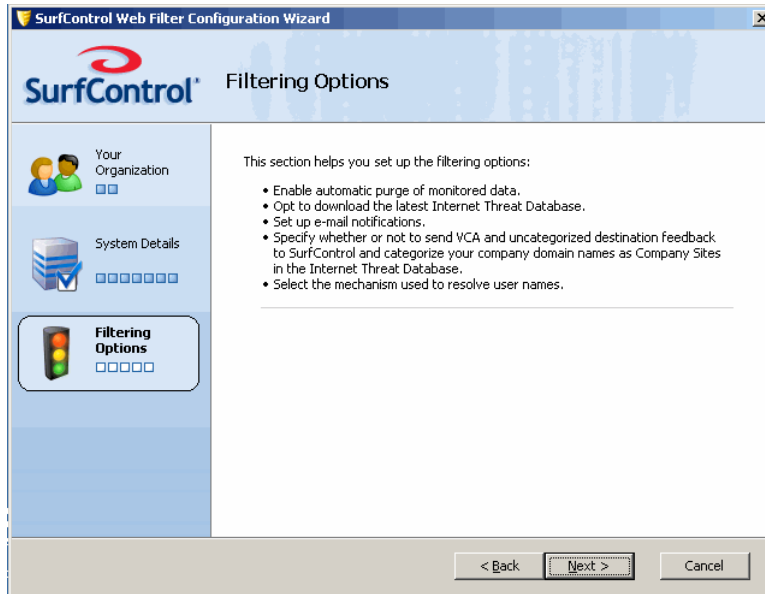 SurfControl Web Filter Configuration Wizard
SurfControl
Filtering Options
Your
Organization
System Details
Filtering
Options
This section helps you set up the filtering options:
• Enable automatic purge of monitored data.
• Opt to download the latest Internet Threat Database.
• Set up e-mail notifications.
• Specify whether or not to send VCA and uncategorized destination feedback
to SurfControl and categorize your company domain names as Company Sites
in the Internet Threat Database.
• Select the mechanism used to resolve user names.
< Back
Next >
Cancel